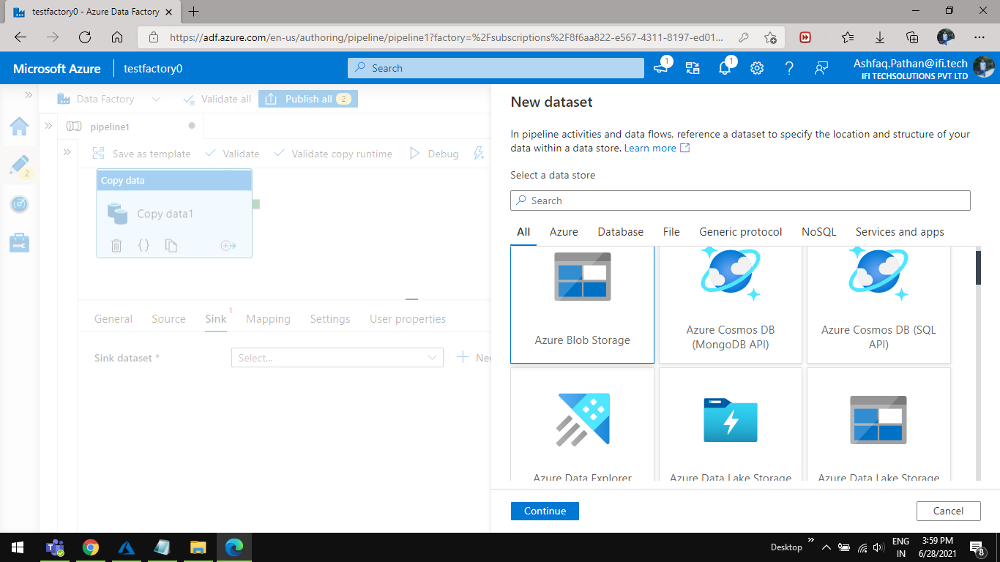 testfactory0 - Azure Data Factory
https://adf.azure.com/en-us/authoring/pipeline/pipeline1?factory=%2Fsubscriptions%2F8f6aa822-e567-4311-8197-ed01...
Microsoft Azure
testfactory0
Search
1
1
Ashfaq.Pathan@ifi.tech
IFI TECHSOLUTIONS PVT LTD
Data Factory
Validate all
Publish all
2
pipeline1
2
Save as template
Validate
Validate copy runtime
Debug
Copy data
Copy data1
General
Source
Sink
1
Mapping
Settings
User properties
Sink dataset *
Select...
New
New dataset
In pipeline activities and data flows, reference a dataset to specify the location and structure of your
data within a data store. Learn more
Select a data store
Search
All
Azure
Database
File
Generic protocol
NoSQL
Services and apps
Azure Blob Storage
Azure Cosmos DB
(MongoDB API)
Azure Cosmos DB (SQL
API)
Azure Data Explorer
Azure Data Lake Storage
Azure Data Lake Storage
Continue
Cancel
Desktop
ENG
IN
3:59 PM
6/28/2021
8